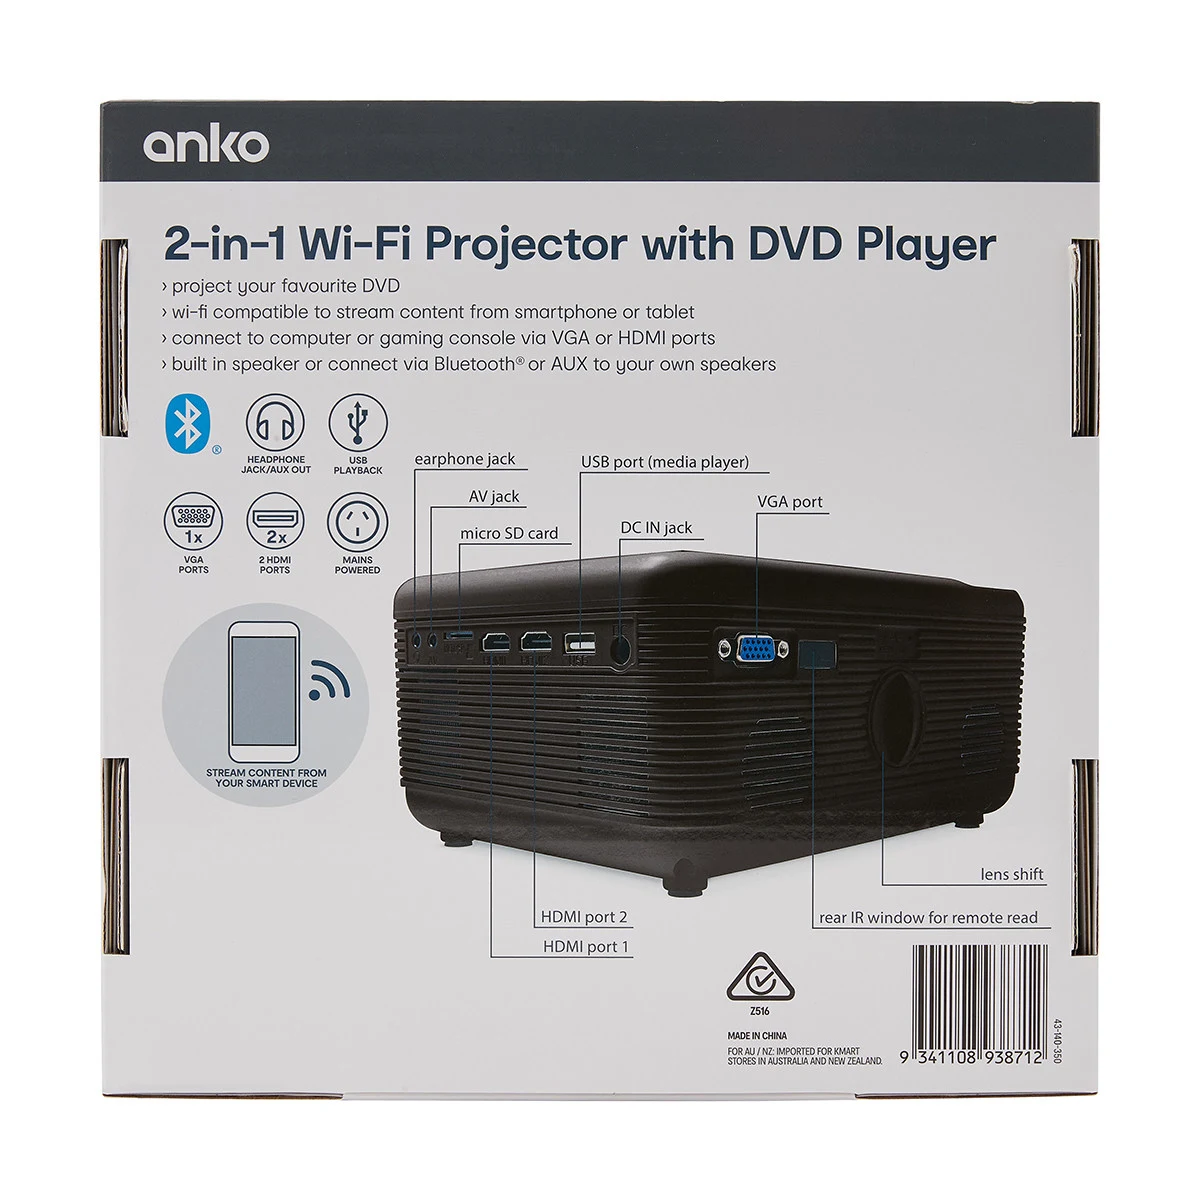 anko
2-in-1 Wi-Fi Projector with DVD Player
› project your favourite DVD
› wi-fi compatible to stream content from smartphone or tablet
› connect to computer or gaming console via VGA or HDMI ports
› built in speaker or connect via Bluetooth® or AUX to your own speakers
®
HEADPHONE
JACK/AUX OUT
USB
PLAYBACK
1x
VGA
PORTS
2x
2 HDMI
PORTS
MAINS
POWERED
earphone jack
AV jack
micro SD card
USB port (media player)
DC IN jack
VGA port
STREAM CONTENT FROM
YOUR SMART DEVICE
lens shift
rear IR window for remote read
HDMI port 2
HDMI port 1
Z516
MADE IN CHINA
FOR AU / NZ: IMPORTED FOR KMART
STORES IN AUSTRALIA AND NEW ZEALAND.
9 341108 938712
43-140-350